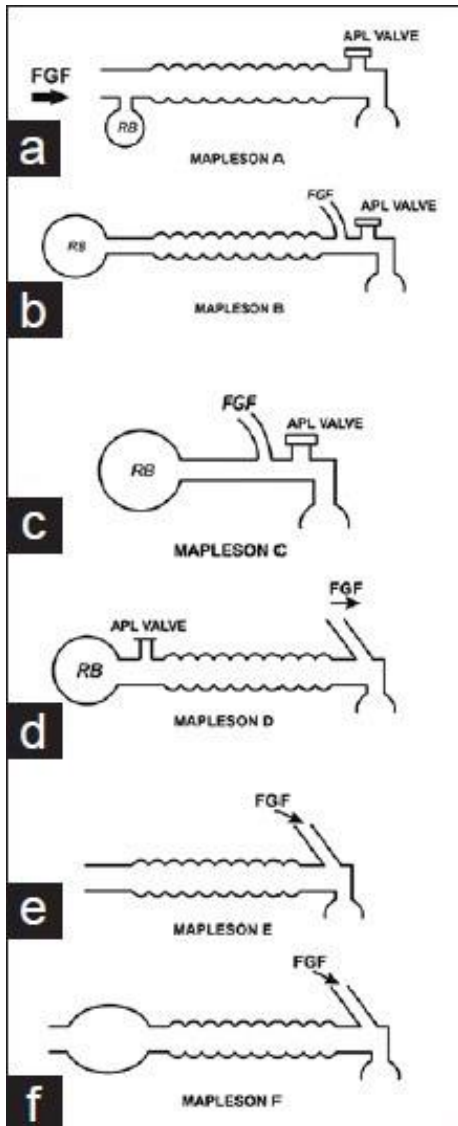 APL VALVE
FGF
RB
a
MAPLESON A
FGF
APL VALVE
RB
b
MAPLESON B
FGF
APL VALVE
RB
c
MAPLESON C
FGF
APL VALVE
RB
d
MAPLESON D
FGF
e
MAPLESON E
FGF
f
MAPLESON F